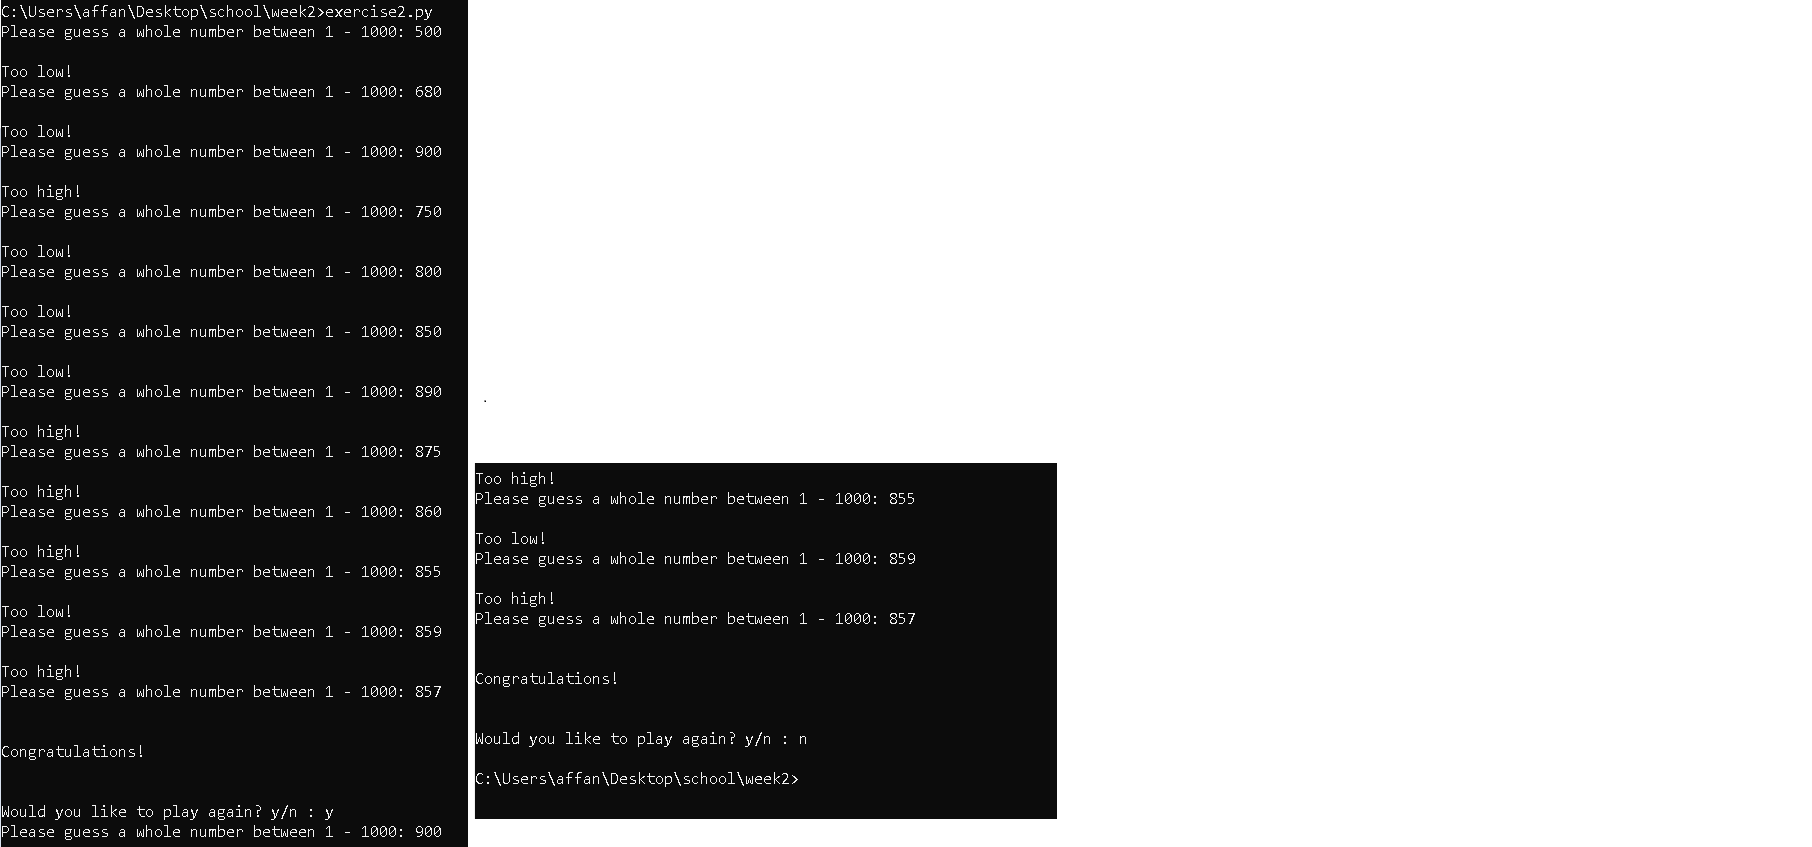 C:\Users\affan\Desktop\school\week2>exercise2.py
Please guess a whole number between 1 - 1000: 500
Too low!
Please guess a whole number between 1 - 1000: 680
Too low!
Please guess a whole number between 1 - 1000: 900
Too high!
Please guess a whole number between 1 - 1000: 750
Too low!
Please guess a whole number between 1 - 1000: 800
Too low!
Please guess a whole number between 1 - 1000: 850
Too low!
Please guess a whole number between 1 - 1000: 890
Too high!
Please guess a whole number between 1 - 1000: 875
Too high!
Please guess a whole number between 1 - 1000: 860
Too high!
Please guess a whole number between 1 - 1000: 855
Too low!
Please guess a whole number between 1 - 1000: 859
Too high!
Please guess a whole number between 1 - 1000: 857
Congratulations!
Would you like to play again? y/n : y
Please guess a whole number between 1 - 1000: 900
Too high!
Please guess a whole number between 1 - 1000: 855
Too low!
Please guess a whole number between 1 - 1000: 859
Too high!
Please guess a whole number between 1 - 1000: 857
Congratulations!
Would you like to play again? y/n : n
C:\Users\affan\Desktop\school\week2>